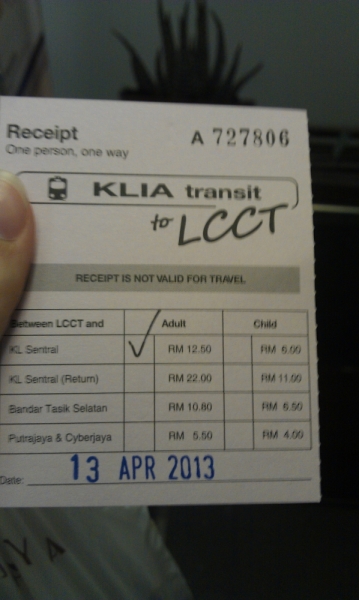 Receipt
A 727806
One person, one way
KLIA transit
to LCCT
RECEIPT IS NOT VALID FOR TRAVEL
Between LCCT and Adult Child
KL Sentral RM 12.50 RM 6.00
KL Sentral (Return) RM 22.00 RM 11.00
Bandar Tasik Selatan RM 10.80 RM 6.50
Putrajaya & Cyberjaya RM 5.50 RM 4.00
Date: 13 APR 2013